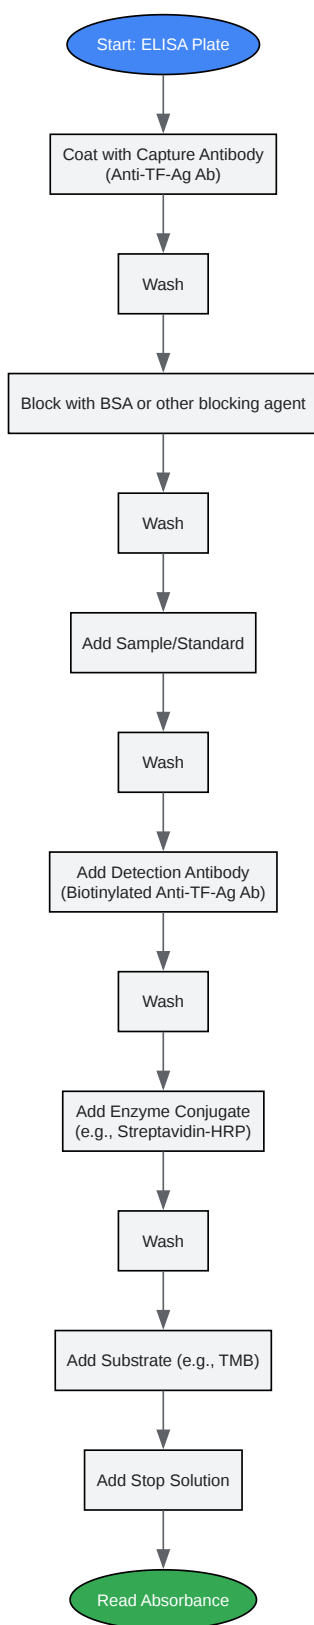 Start: ELISA Plate
Coat with Capture Antibody
(Anti-TF-Ag Ab)
Wash
Block with BSA or other blocking agent
Wash
Add Sample/Standard
Wash
Add Detection Antibody
(Biotinylated Anti-TF-Ag Ab)
Wash
Add Enzyme Conjugate
(e.g., Streptavidin-HRP)
Wash
Add Substrate (e.g., TMB)
Add Stop Solution
Read Absorbance